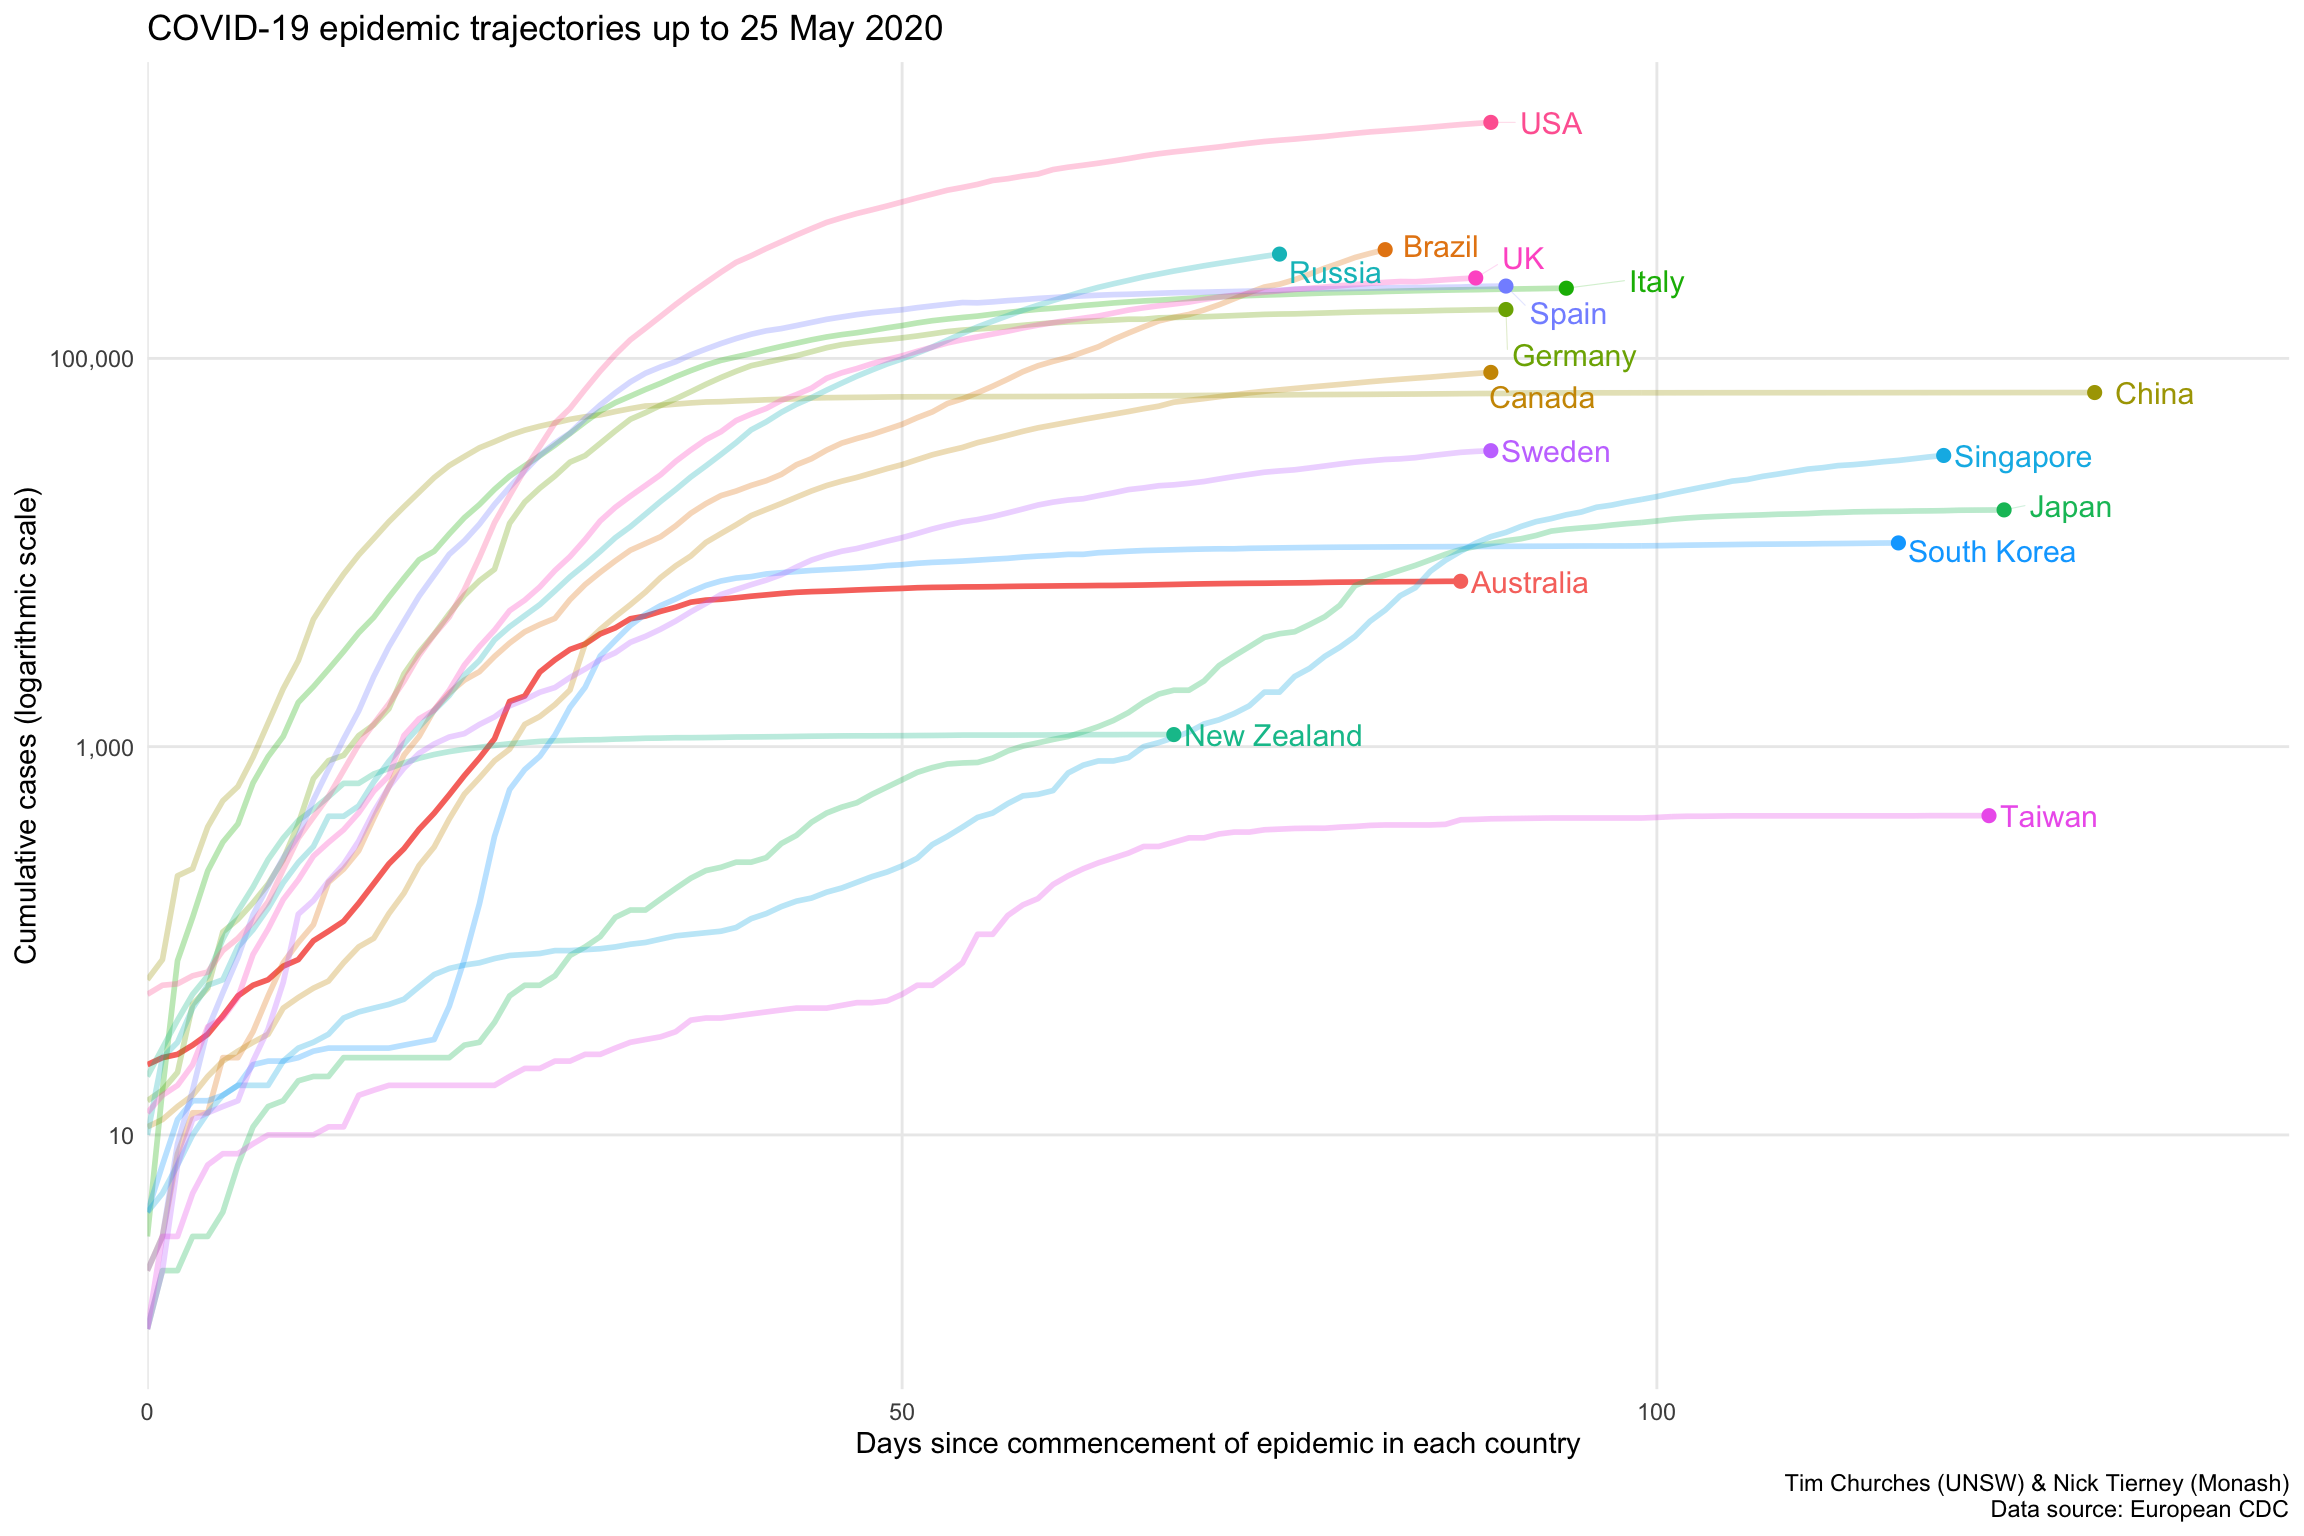 COVID-19 epidemic trajectories up to 25 May 2020
USA
Brazil
UK
Russia
Italy
Spain
Germany
100,000
Canada
China
Sweden
Singapore
Japan
South Korea
Australia
New Zealand
1,000
Taiwan
10
Cumulative cases (logarithmic scale)
0
50
100
Days since commencement of epidemic in each country
Tim Churches (UNSW) & Nick Tierney (Monash)
Data source: European CDC